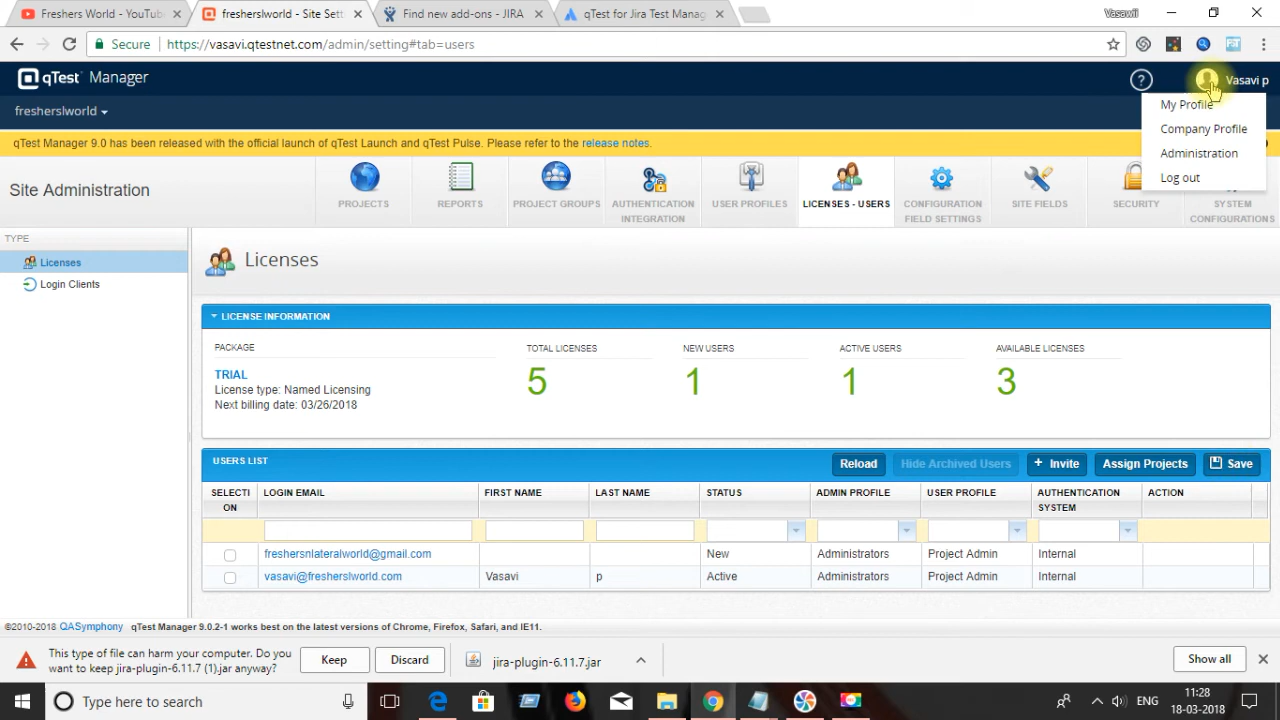 Freshers World - YouTube
fresherslworld - Site Sett
Find new add-ons - JIRA
qTest for Jira Test Manag
Vasawii
Secure
https://vasavi.qtestnet.com/admin/setting#tab=users
qTest Manager
?
Vasavi p
fresherslworld
My Profile
Company Profile
Administration
Log out
qTest Manager 9.0 has been released with the official launch of qTest Launch and qTest Pulse. Please refer to the release notes.
Site Administration
PROJECTS
REPORTS
PROJECT GROUPS
AUTHENTICATION
INTEGRATION
USER PROFILES
LICENSES - USERS
CONFIGURATION
FIELD SETTINGS
SITE FIELDS
SECURITY
SYSTEM
CONFIGURATIONS
TYPE
Licenses
Login Clients
Licenses
LICENSE INFORMATION
PACKAGE
TOTAL LICENSES
NEW USERS
ACTIVE USERS
AVAILABLE LICENSES
TRIAL
License type: Named Licensing
Next billing date: 03/26/2018
5
1
1
3
USERS LIST
Reload
Hide Archived Users
+ Invite
Assign Projects
Save
SELECTI
ON
LOGIN EMAIL
FIRST NAME
LAST NAME
STATUS
ADMIN PROFILE
USER PROFILE
AUTHENTICATION
SYSTEM
ACTION
freshersnlateralworld@gmail.com New Administrators Project Admin Internal
vasavi@fresherslworld.com Vasavi p Active Administrators Project Admin Internal
©2010-2018 QASymphony qTest Manager 9.0.2-1 works best on the latest versions of Chrome, Firefox, Safari, and IE11.
This type of file can harm your computer. Do you
want to keep jira-plugin-6.11.7 (1).jar anyway?
Keep
Discard
jira-plugin-6.11.7.jar
Show all
Type here to search
ENG
11:28
18-03-2018